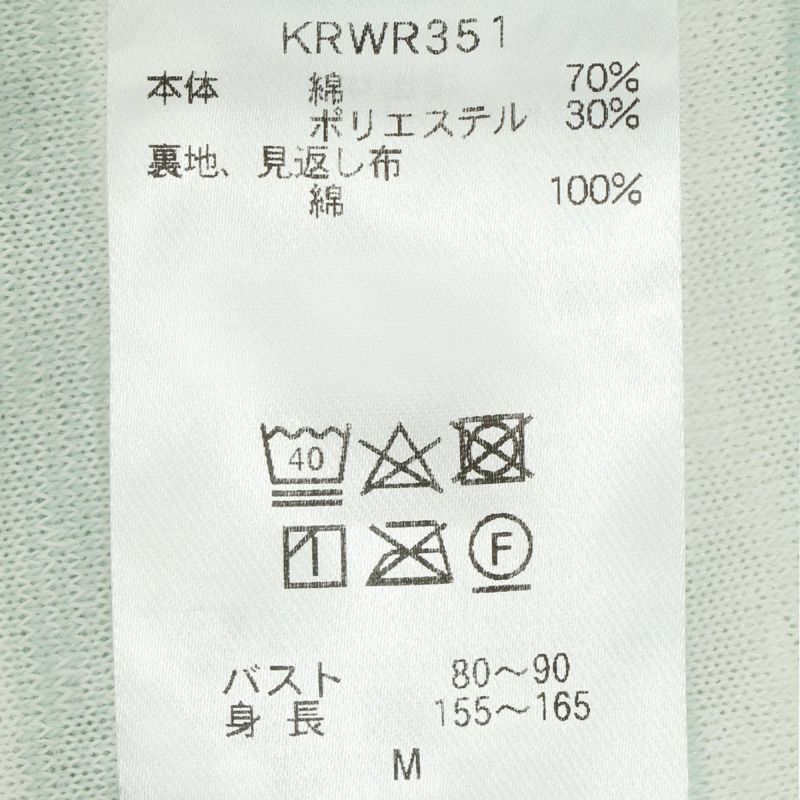 KRWR351
本体 綿 70%
ポリエステル 30%
裏地、見返し布
綿 100%
40
F
バスト 80～90
身長 155～165
M